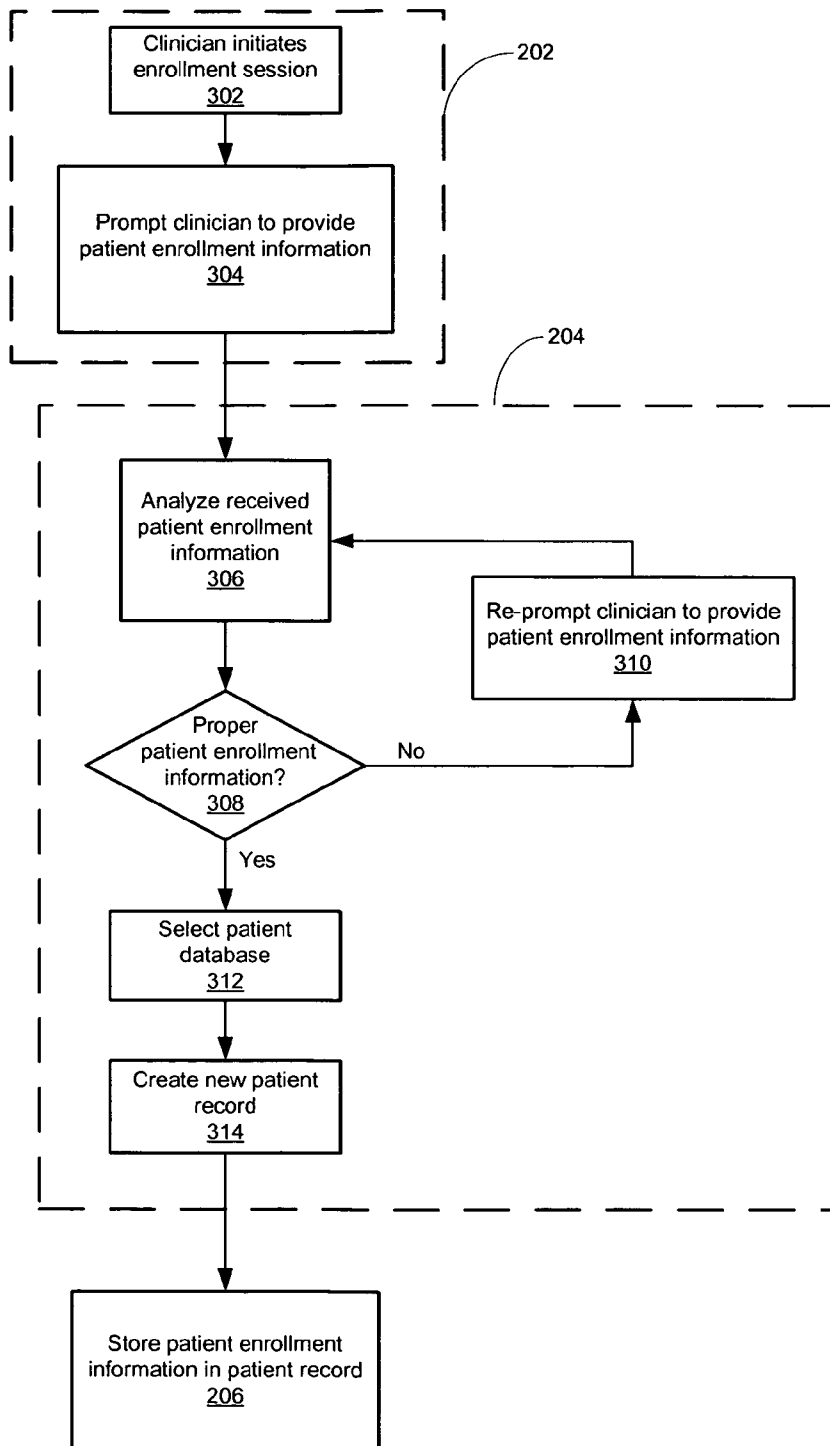 Clinician initiates
enrollment session
302
202
Prompt clinician to provide
patient enrollment information
304
204
Analyze received
patient enrollment
information
306
Re-prompt clinician to provide
patient enrollment information
310
Proper
patient enrollment
information?
308
No
Yes
Select patient
database
312
Create new patient
record
314
Store patient enrollment
information in patient record
206